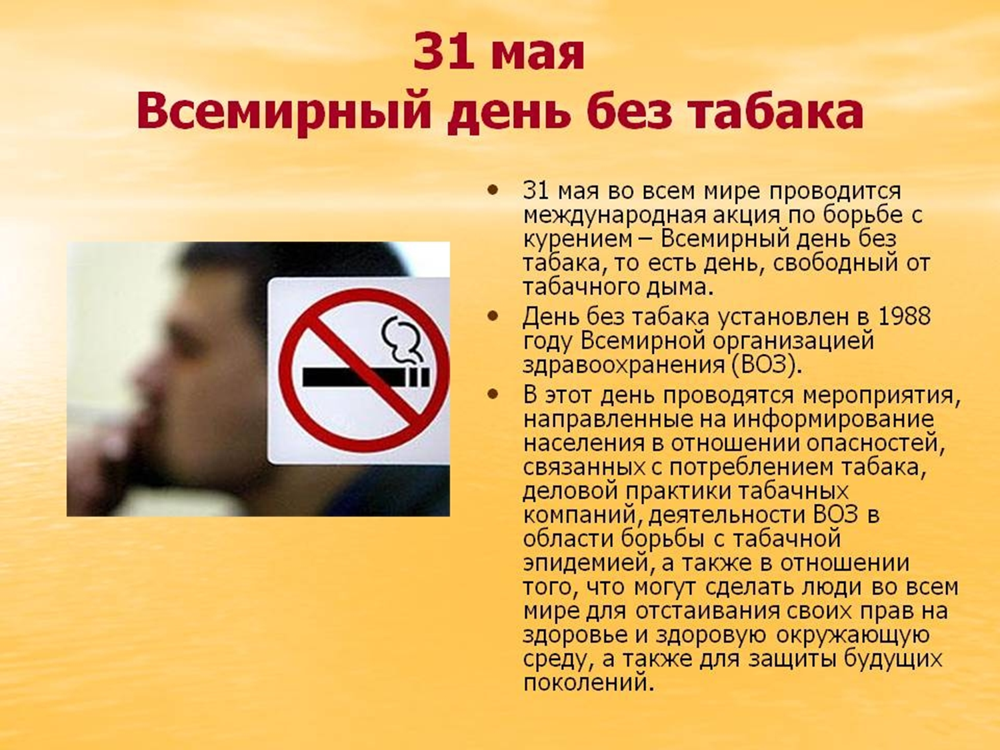 31 мая
Всемирный день без табака
• 31 мая во всем мире проводится
международная акция по борьбе с
курением – Всемирный день без
табака, то есть день, свободный от
табачного дыма.
• День без табака установлен в 1988
году Всемирной организацией
здравоохранения (ВОЗ).
• В этот день проводятся мероприятия,
направленные на информирование
населения в отношении опасностей,
связанных с потреблением табака,
деловой практики табачных
компаний, деятельности ВОЗ в
области борьбы с табачной
эпидемией, а также в отношении
того, что могут сделать люди во всем
мире для отстаивания своих прав на
здоровье и здоровую окружающую
среду, а также для защиты будущих
поколений.